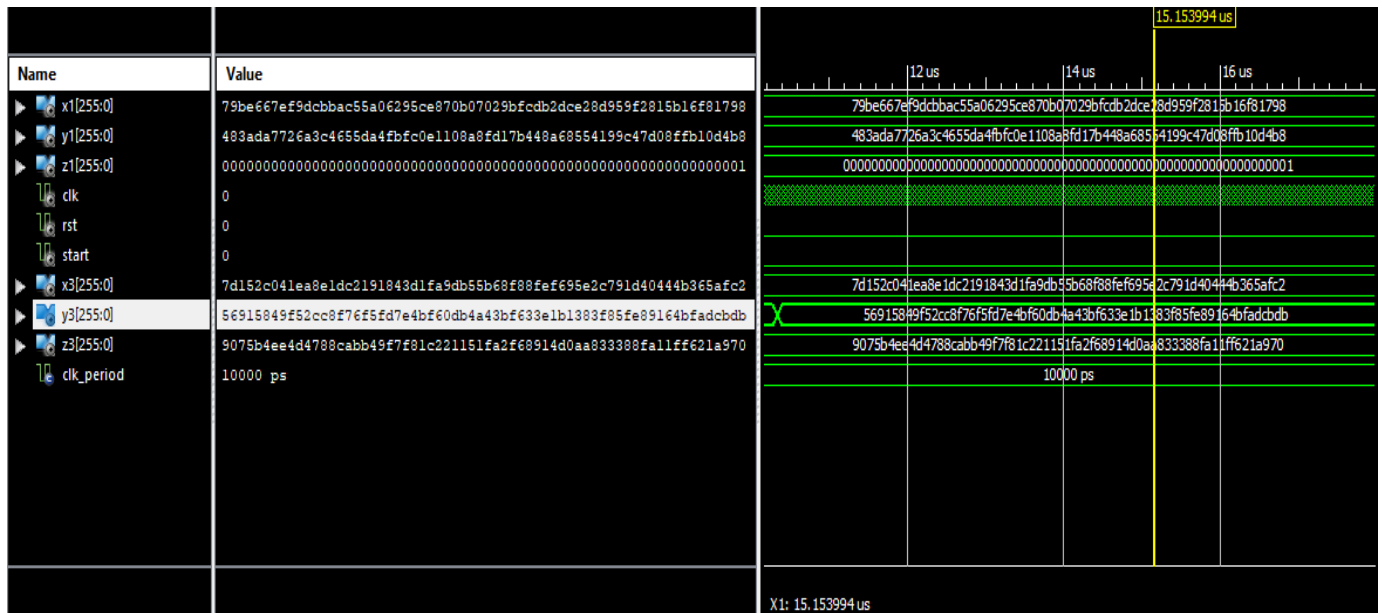 15.153994 us
Name Value 12 us 14 us 16 us
x1[255:0] 79be667ef9dcbbac55a06295ce870b07029bfcdb2dce28d959f2815b16f81798 79be667ef9dcbbac55a06295ce870b07029bfcdb2dce28d959f2815b16f81798
y1[255:0] 483ada7726a3c4655da4fbfc0e1108a8fd17b448a68554199c47d08ffb10d4b8 483ada7726a3c4655da4fbfc0e1108a8fd17b448a68554199c47d08ffb10d4b8
z1[255:0] 0000000000000000000000000000000000000000000000000000000000000001 0000000000000000000000000000000000000000000000000000000000000001
clk 0
rst 0
start 0
x3[255:0] 7d152c041ea8e1dc2191843d1fa9db55b68f88fef695e2c791d40444b365afc2 7d152c041ea8e1dc2191843d1fa9db55b68f88fef695e2c791d40444b365afc2
y3[255:0] 56915849f52cc8f76f5fd7e4bf60db4a43bf633e1b1383f85fe89164bfadcbdb 56915849f52cc8f76f5fd7e4bf60db4a43bf633e1b1383f85fe89164bfadcbdb
z3[255:0] 9075b4ee4d4788cabb49f7f81c221151fa2f68914d0aa833388fa11ff621a970 9075b4ee4d4788cabb49f7f81c221151fa2f68914d0aa833388fa11ff621a970
clk_period 10000 ps 10000 ps
X1: 15.153994 us